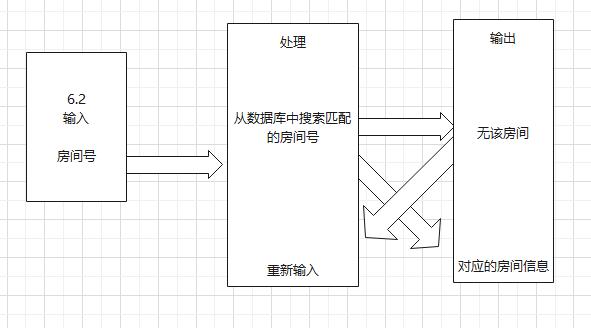 6.2
输入
房间号
处理
从数据库中搜索匹配
的房间号
重新输入
输出
无该房间
对应的房间信息